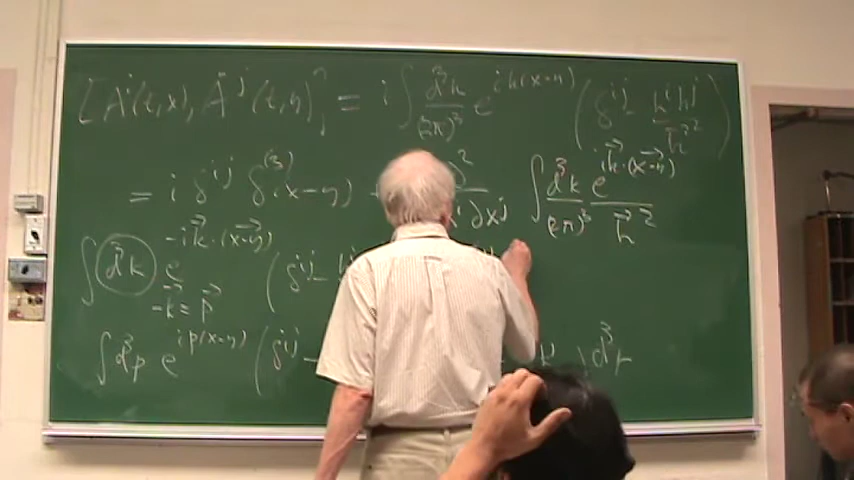 [A^i(t,x), Ȧ^j(t,y)] = i ∫ d³k/(2π)³ e^{ik(x-y)} (δ^{ij} - k^i k^j/k⃗²)
= i δ^{ij} δ^{(3)}(x-y) ∂²/∂x^j ∫ d³k/(2π)³ e^{ik⃗·(x⃗-y⃗)}/k⃗²
∫ d³k e^{-ik⃗·(x⃗-y⃗)} (δ^{ij} -
-k⃗ = p⃗
∫ d³p e^{ip(x-y)} (δ^{ij} - ) d³p